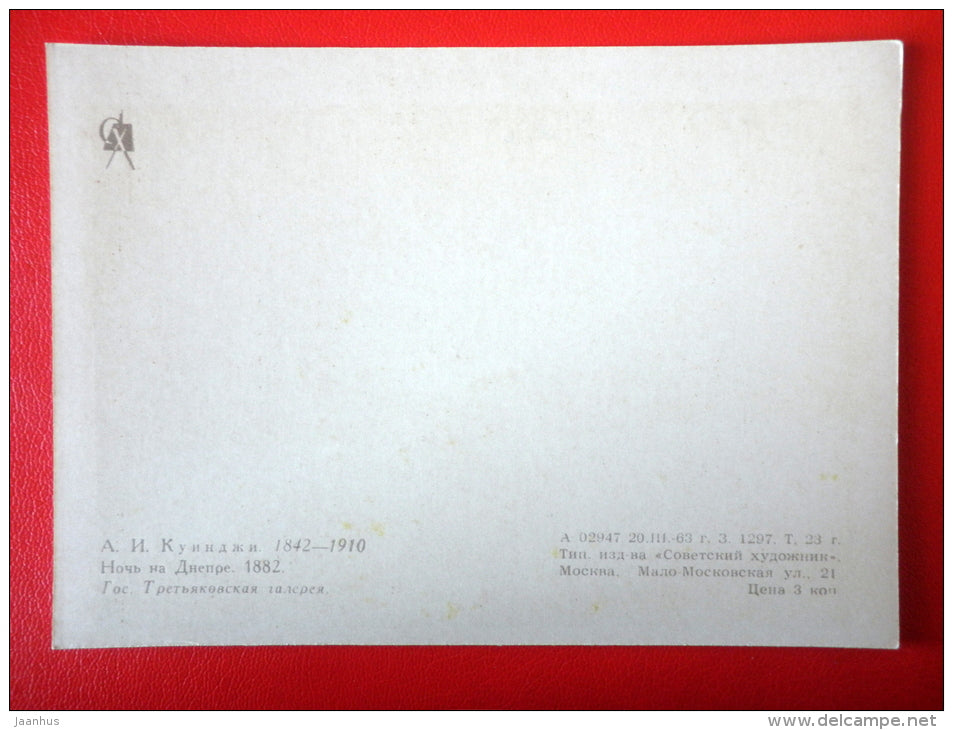 А. И. Куинджи. 1842—1910
Ночь на Днепре. 1882.
Гос. Третьяковская галерея.
А 02947 20.III.-63 г. З. 1297. Т. 23 г.
Тип. изд-ва «Советский художник».
Москва, Мало-Московская ул., 21
Цена 3 коп
jaanhus
www.delcampe.net